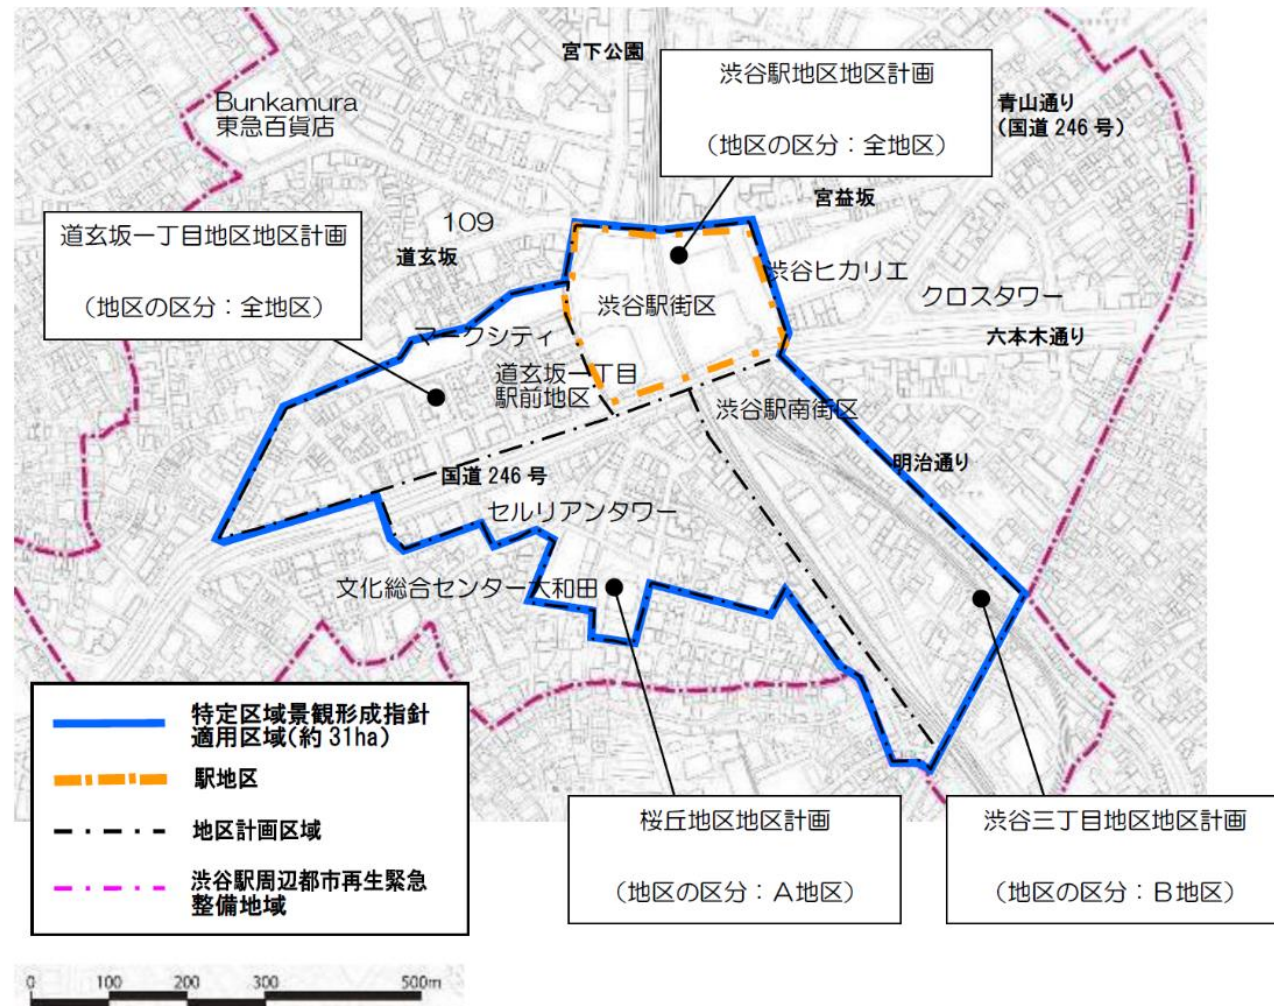 宮下公園
渋谷駅地区地区計画
（地区の区分：全地区）
Bunkamura
東急百貨店
青山通り
（国道246号）
宮益坂
道玄坂一丁目地区地区計画
（地区の区分：全地区）
109
道玄坂
渋谷ヒカリエ
クロスタワー
渋谷駅街区
六本木通り
マークシティ
道玄坂一丁目
駅前地区
渋谷駅南街区
明治通り
国道246号
セルリアンタワー
文化総合センター大和田
特定区域景観形成指針
適用区域(約31ha)
駅地区
地区計画区域
渋谷駅周辺都市再生緊急
整備地域
桜丘地区地区計画
（地区の区分：A地区）
渋谷三丁目地区地区計画
（地区の区分：B地区）
0 100 200 300 500m